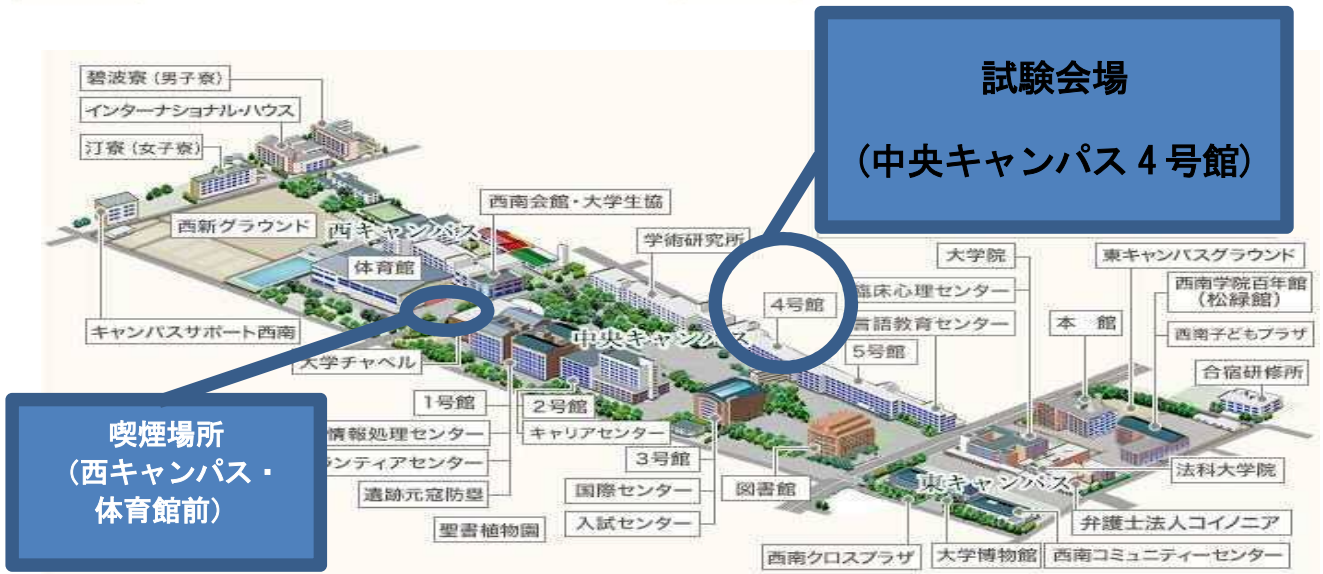 試験会場
（中央キャンパス 4 号館）
碧波寮（男子寮）
インターナショナル・ハウス
汀寮（女子寮）
西新グラウンド
西キャンパス
西南会館・大学生協
体育館
学術研究所
大学院
東キャンパスグラウンド
西南学院百年館
（松緑館）
4号館
臨床心理センター
言語教育センター
本　館
西南子どもプラザ
キャンパスサポート西南
中央キャンパス
5号館
大学チャペル
合宿研修所
喫煙場所
（西キャンパス・
体育館前）
1号館
2号館
情報処理センター
キャリアセンター
ランティアセンター
3号館
法科大学院
遺跡元寇防塁
国際センター
図書館
東キャンパス
聖書植物園
入試センター
弁護士法人コイノニア
西南クロスプラザ
大学博物館
西南コミュニティーセンター